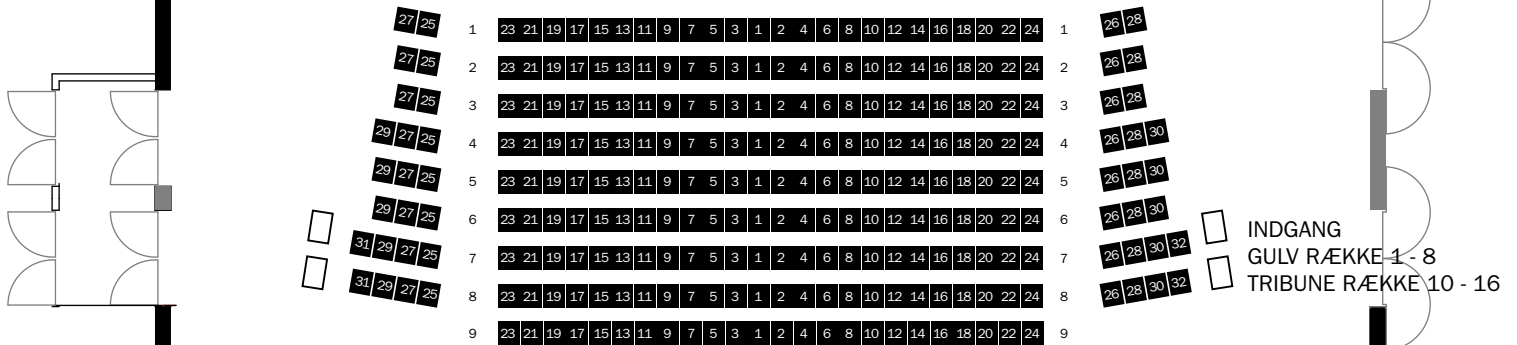 27 25 1 23 21 19 17 15 13 11 9 7 5 3 1 2 4 6 8 10 12 14 16 18 20 22 24 1 26 28
27 25 2 23 21 19 17 15 13 11 9 7 5 3 1 2 4 6 8 10 12 14 16 18 20 22 24 2 26 28
27 25 3 23 21 19 17 15 13 11 9 7 5 3 1 2 4 6 8 10 12 14 16 18 20 22 24 3 26 28
29 27 25 4 23 21 19 17 15 13 11 9 7 5 3 1 2 4 6 8 10 12 14 16 18 20 22 24 4 26 28 30
29 27 25 5 23 21 19 17 15 13 11 9 7 5 3 1 2 4 6 8 10 12 14 16 18 20 22 24 5 26 28 30
29 27 25 6 23 21 19 17 15 13 11 9 7 5 3 1 2 4 6 8 10 12 14 16 18 20 22 24 6 26 28 30
31 29 27 25 7 23 21 19 17 15 13 11 9 7 5 3 1 2 4 6 8 10 12 14 16 18 20 22 24 7 26 28 30 32
31 29 27 25 8 23 21 19 17 15 13 11 9 7 5 3 1 2 4 6 8 10 12 14 16 18 20 22 24 8 26 28 30 32
9 23 21 19 17 15 13 11 9 7 5 3 1 2 4 6 8 10 12 14 16 18 20 22 24 9
INDGANG
GULV RÆKKE 1 - 8
TRIBUNE RÆKKE 10 - 16